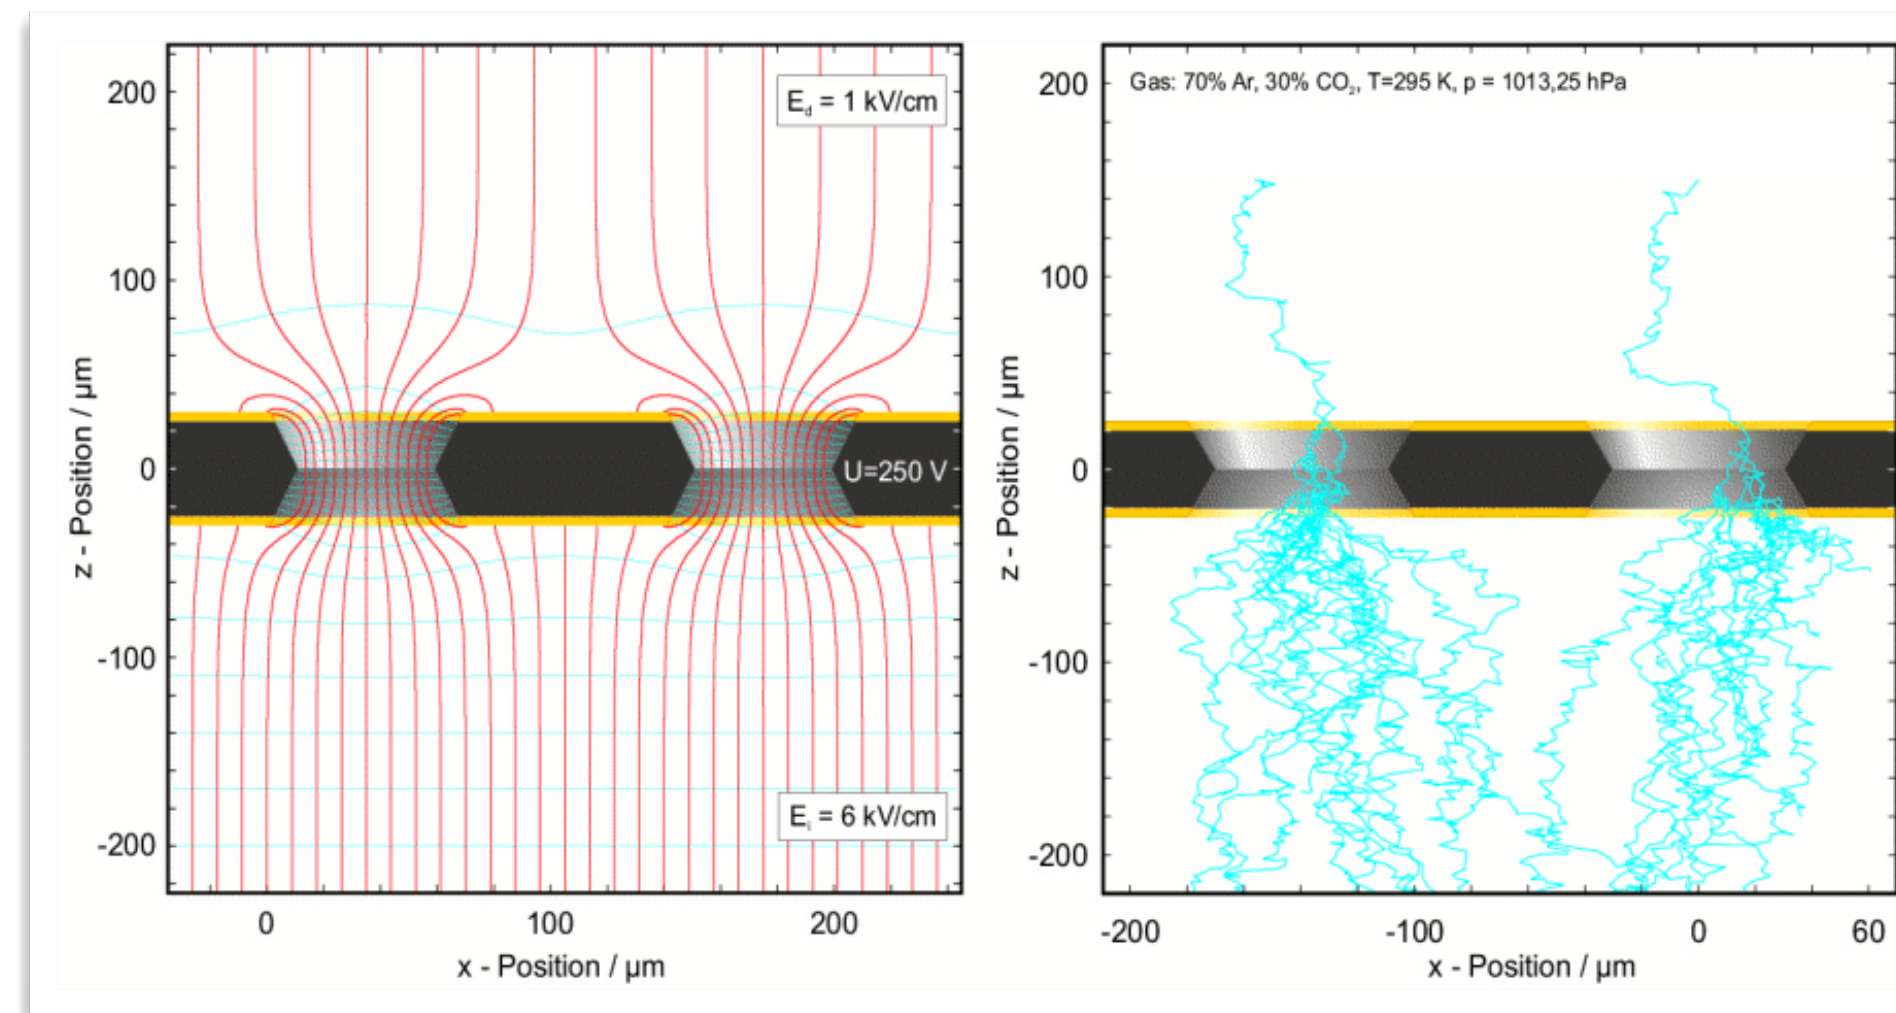 200
100
0
-100
-200
z - Position / µm
E_d = 1 kV/cm
U=250 V
E_i = 6 kV/cm
0
100
200
x - Position / µm
200
100
0
-100
-200
z - Position / µm
Gas: 70% Ar, 30% CO₂, T=295 K, p = 1013,25 hPa
-200
-100
0
60
x - Position / µm